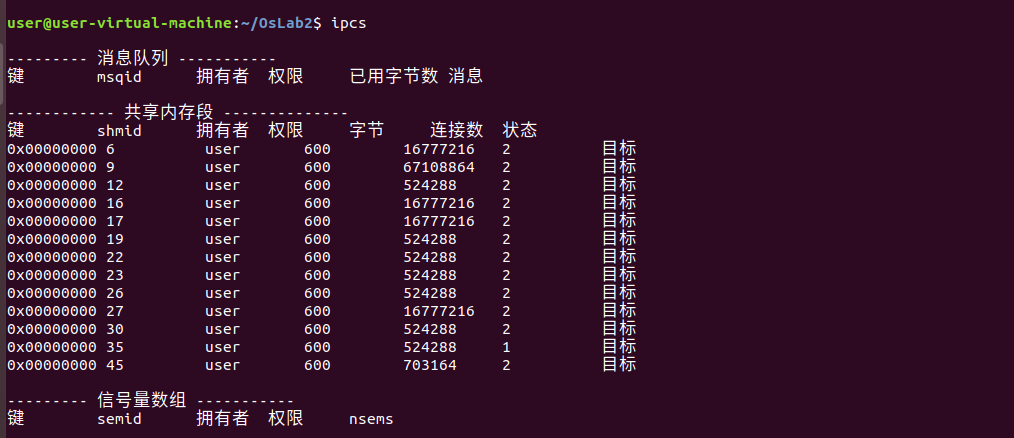 user@user-virtual-machine:~/OsLab2$ ipcs
--------- 消息队列 -----------
键 msqid 拥有者 权限 已用字节数 消息
------------ 共享内存段 --------------
键 shmid 拥有者 权限 字节 连接数 状态
0x00000000 6 user 600 16777216 2 目标
0x00000000 9 user 600 67108864 2 目标
0x00000000 12 user 600 524288 2 目标
0x00000000 16 user 600 16777216 2 目标
0x00000000 17 user 600 16777216 2 目标
0x00000000 19 user 600 524288 2 目标
0x00000000 22 user 600 524288 2 目标
0x00000000 23 user 600 524288 2 目标
0x00000000 26 user 600 524288 2 目标
0x00000000 27 user 600 16777216 2 目标
0x00000000 30 user 600 524288 2 目标
0x00000000 35 user 600 524288 1 目标
0x00000000 45 user 600 703164 2 目标
--------- 信号量数组 -----------
键 semid 拥有者 权限 nsems